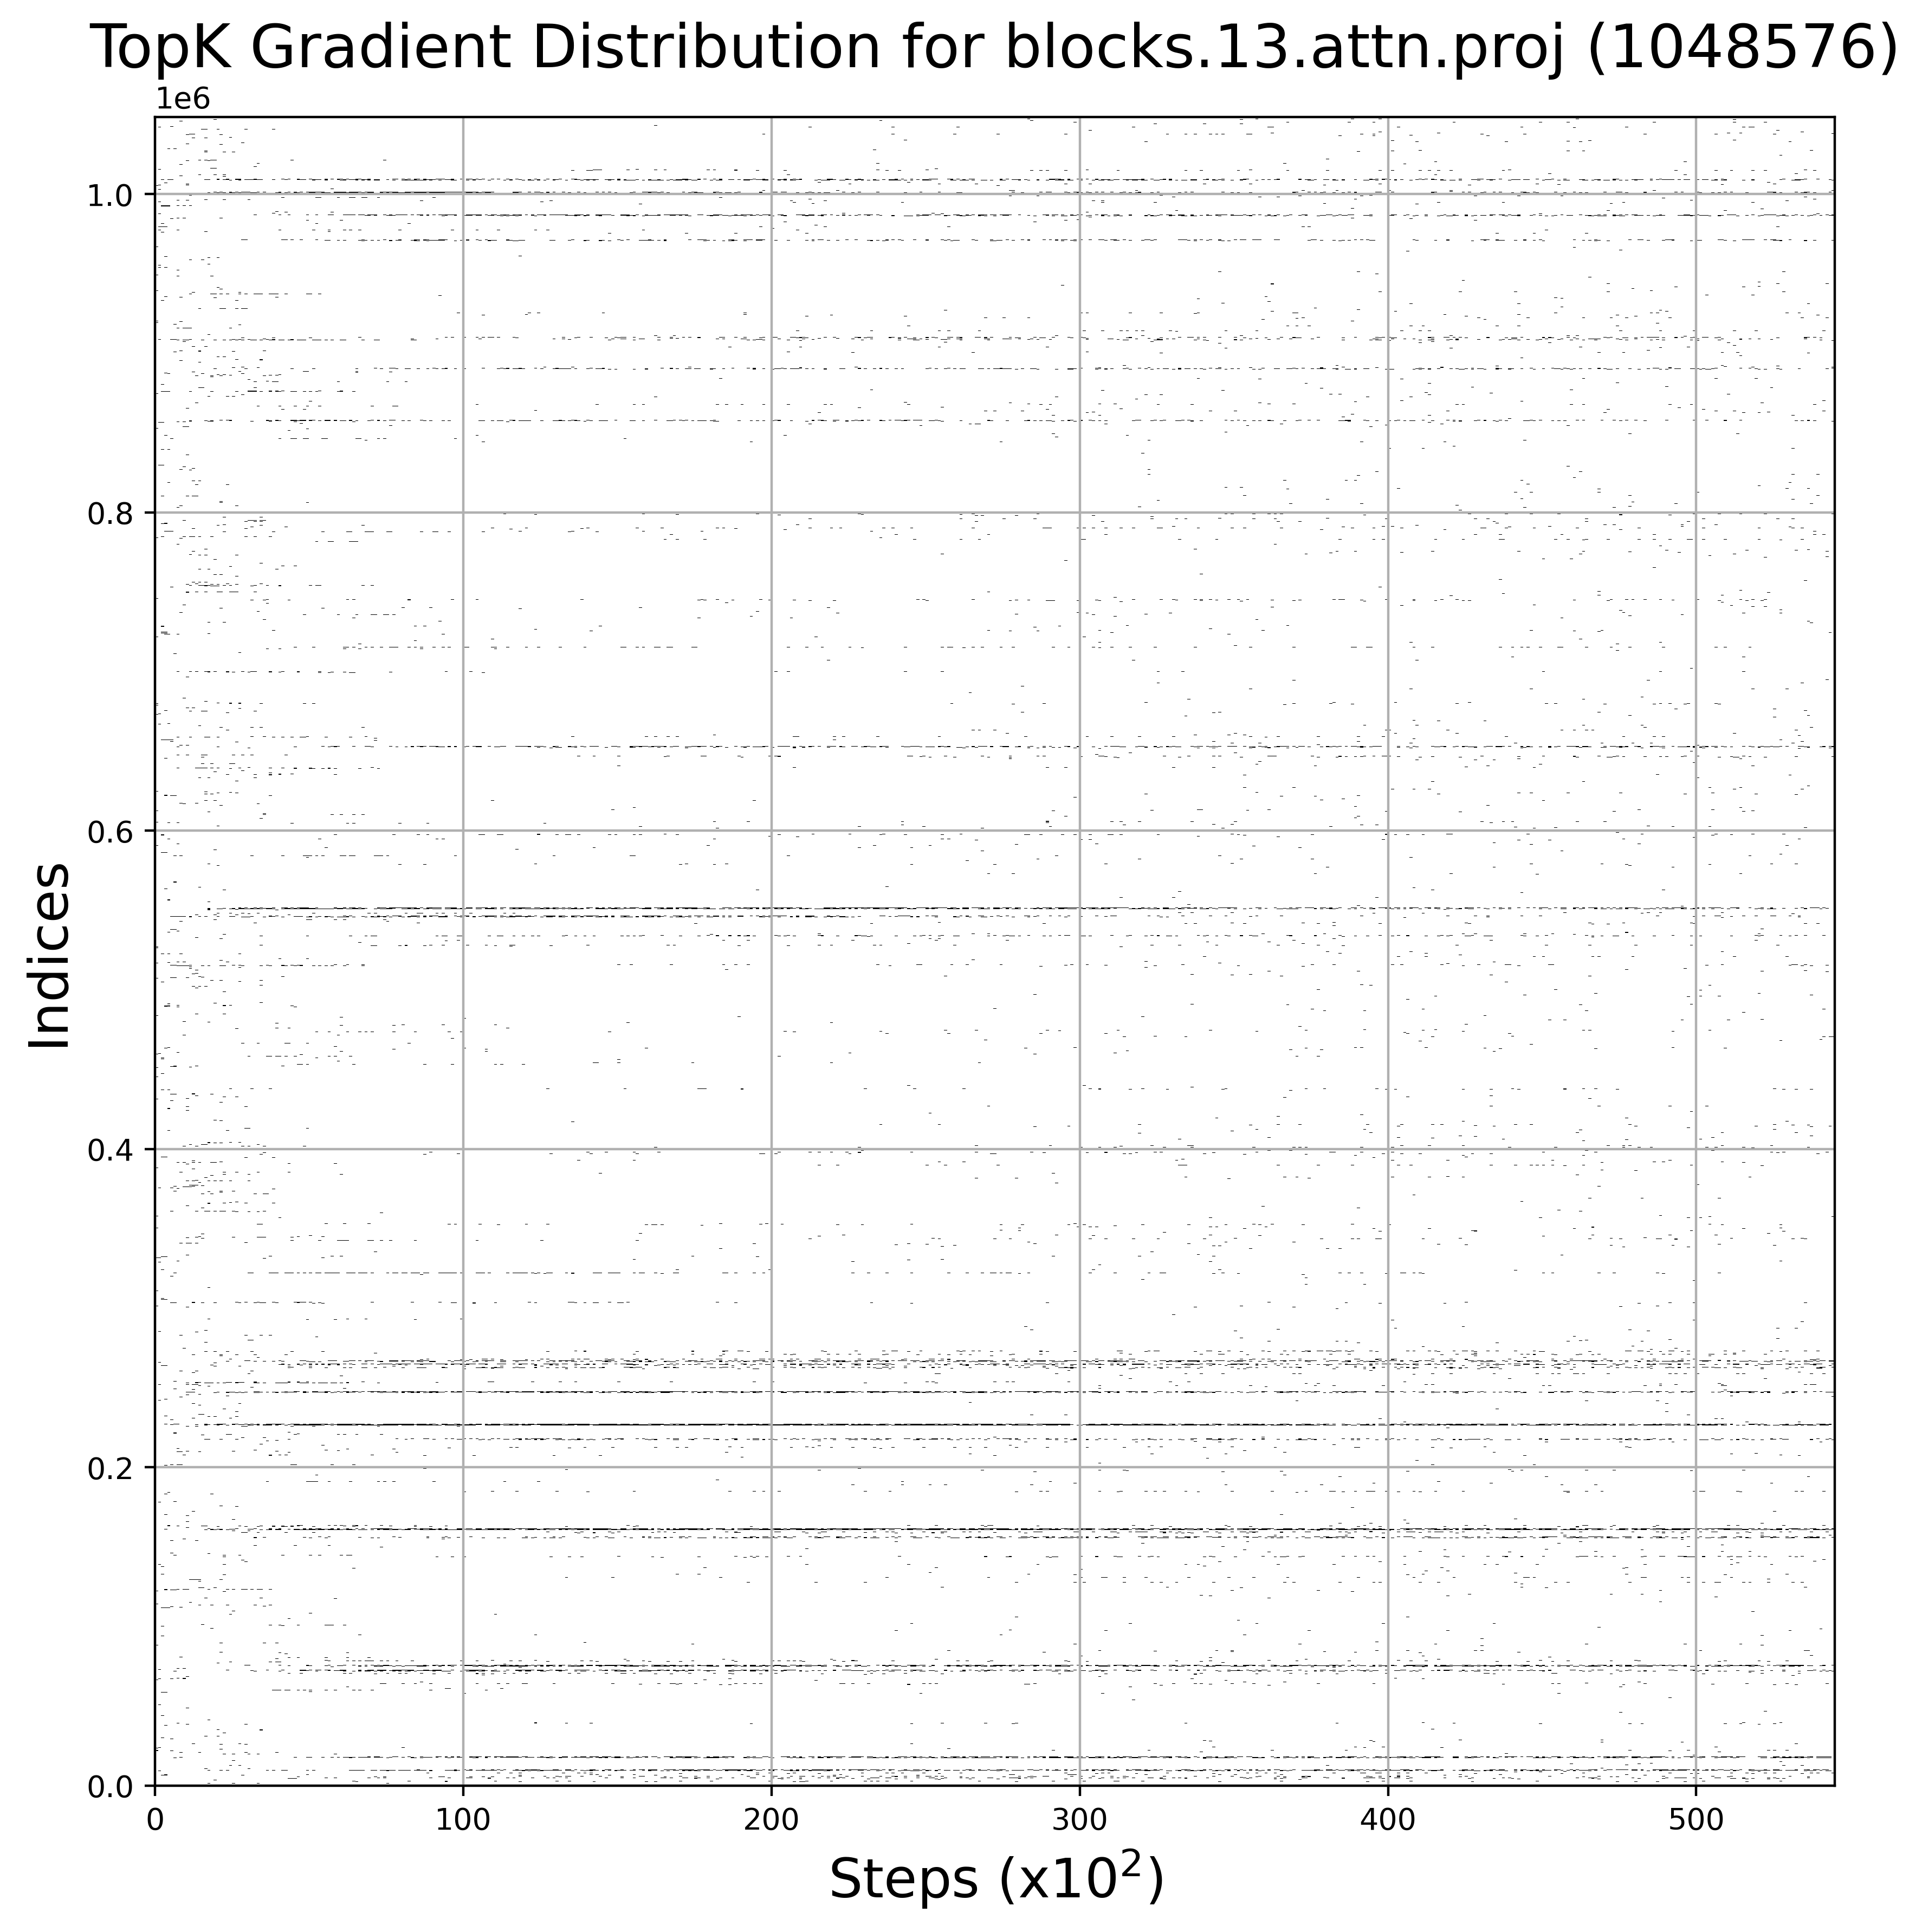 TopK Gradient Distribution for blocks.13.attn.proj (1048576)
1e6
1.0
0.8
0.6
0.4
0.2
0.0
Indices
0 100 200 300 400 500
Steps (x10²)